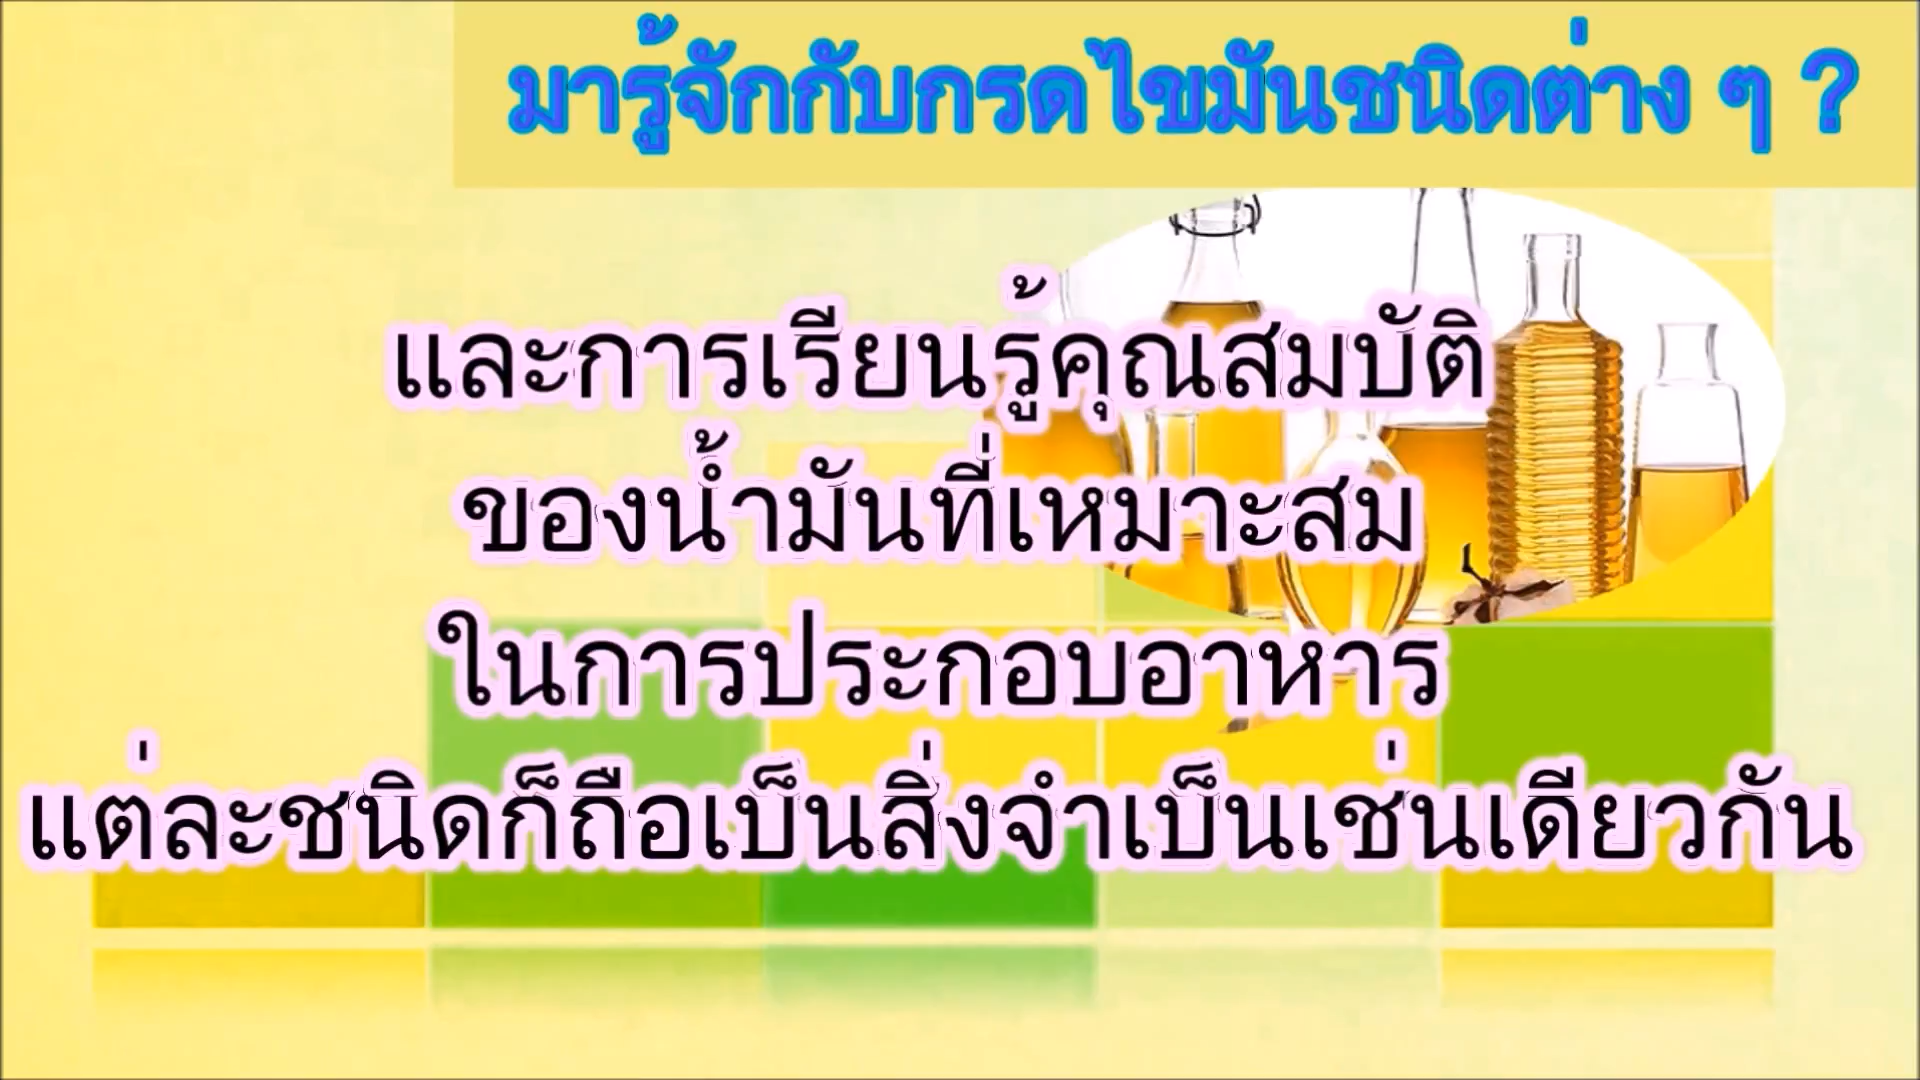 มารู้จักกับกรดไขมันชนิดต่าง ๆ ?
และการเรียนรู้คุณสมบัติ
ของน้ำมันที่เหมาะสม
ในการประกอบอาหาร
แต่ละชนิดก็ถือเป็นสิ่งจำเป็นเช่นเดียวกัน